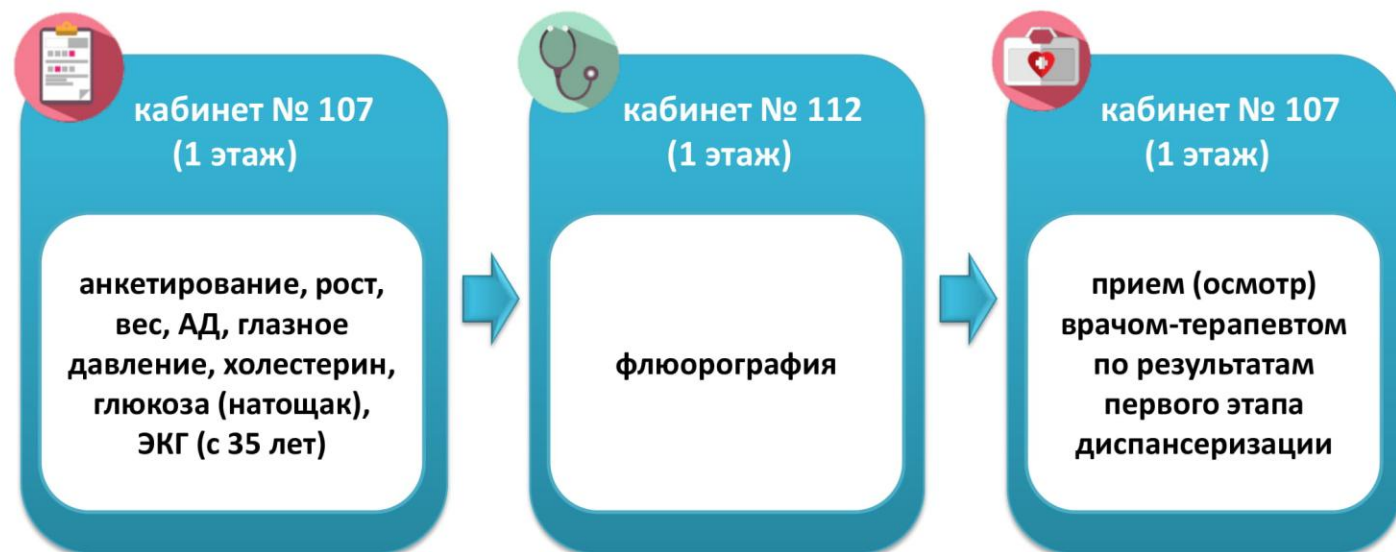 кабинет № 107
(1 этаж)
анкетирование, рост,
вес, АД, глазное
давление, холестерин,
глюкоза (натощак),
ЭКГ (с 35 лет)
кабинет № 112
(1 этаж)
флюорография
кабинет № 107
(1 этаж)
прием (осмотр)
врачом-терапевтом
по результатам
первого этапа
диспансеризации